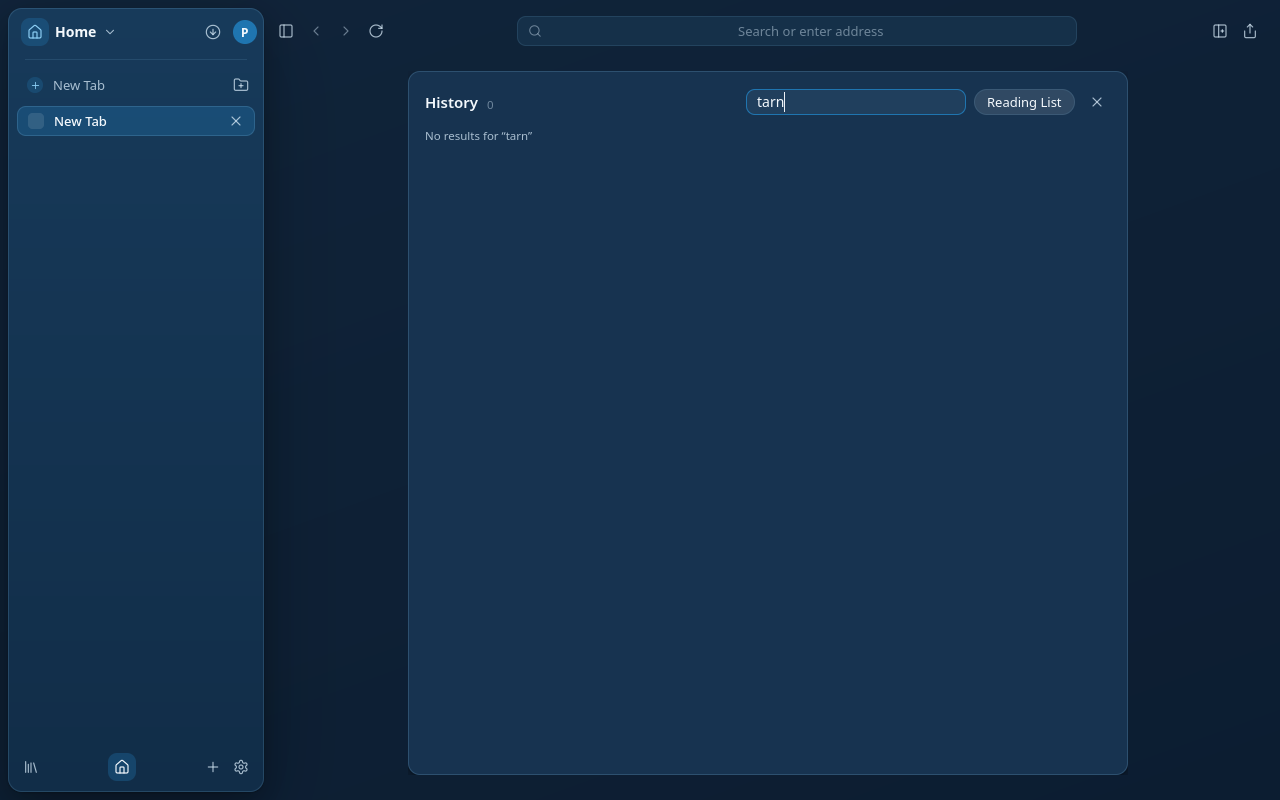 Home
P
Search or enter address
New Tab
New Tab
History 0
tarn
Reading List
No results for “tarn”